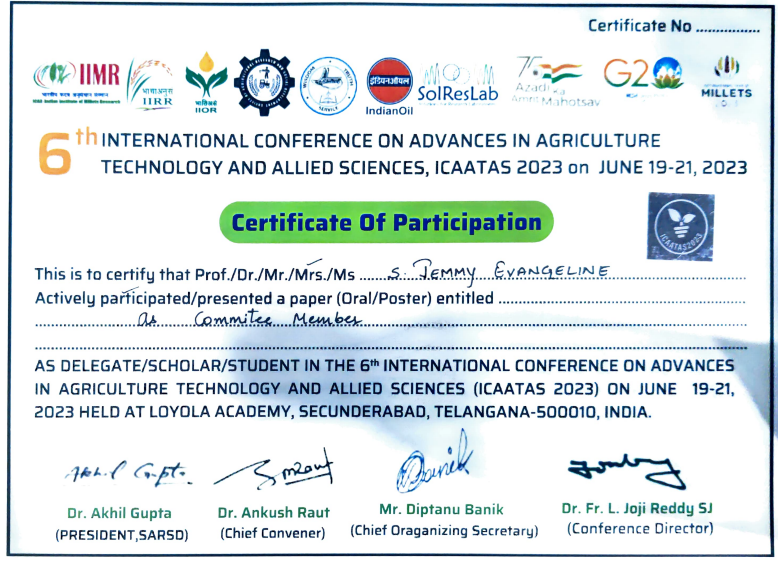 Certificate No ...............
IIMR
ICAR-Indian Institute of Millets Research
IIRR
IIOR
इंडियनऑयल
IndianOil
SolResLab
75
Azadi Ka
Amrit Mahotsav
G20
MILLETS
6th INTERNATIONAL CONFERENCE ON ADVANCES IN AGRICULTURE
TECHNOLOGY AND ALLIED SCIENCES, ICAATAS 2023 on JUNE 19-21, 2023
Certificate Of Participation
ICAATAS2023
This is to certify that Prof./Dr./Mr./Mrs./Ms ..... S. JEMMY EVANGELINE
Actively participated/presented a paper (Oral/Poster) entitled ...............
as Commitee Member
AS DELEGATE/SCHOLAR/STUDENT IN THE 6th INTERNATIONAL CONFERENCE ON ADVANCES
IN AGRICULTURE TECHNOLOGY AND ALLIED SCIENCES (ICAATAS 2023) ON JUNE 19-21,
2023 HELD AT LOYOLA ACADEMY, SECUNDERABAD, TELANGANA-500010, INDIA.
Akhil Gupta
Banik
Dr. Akhil Gupta
(PRESIDENT,SARSD)
Dr. Ankush Raut
(Chief Convener)
Mr. Diptanu Banik
(Chief Oraganizing Secretary)
Dr. Fr. L. Joji Reddy SJ
(Conference Director)